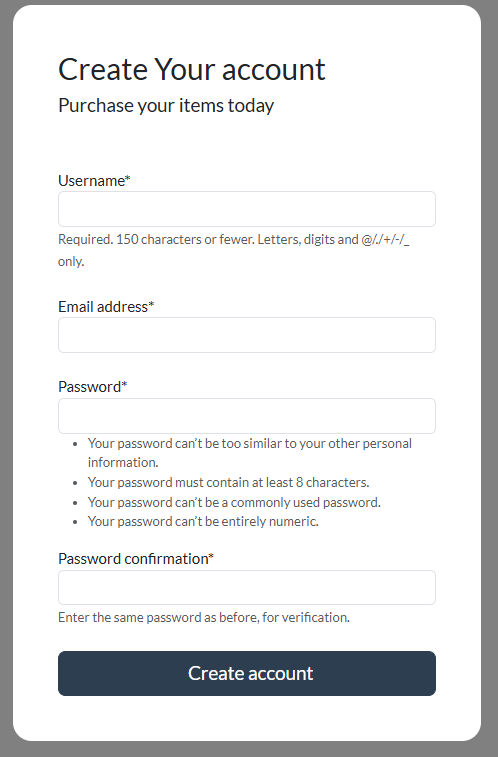 Create Your account
Purchase your items today
Username*
Required. 150 characters or fewer. Letters, digits and @/./+/-/_
only.
Email address*
Password*
• Your password can't be too similar to your other personal
information.
• Your password must contain at least 8 characters.
• Your password can't be a commonly used password.
• Your password can't be entirely numeric.
Password confirmation*
Enter the same password as before, for verification.
Create account